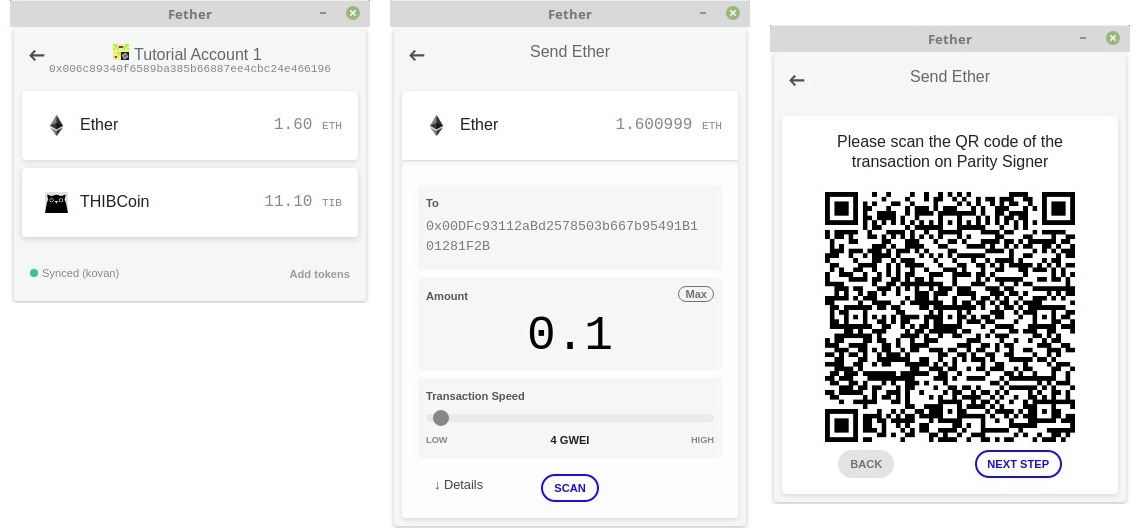 Fether
Tutorial Account 1
0x006c89340f6589ba385b66887ee4cbc24e466196
Ether 1.60 ETH
THIBCoin 11.10 TIB
Synced (kovan) Add tokens
Fether
Send Ether
Ether 1.600999 ETH
To
0x00DFc93112aBd2578503b667b95491B1
01281F2B
Amount Max
0.1
Transaction Speed
LOW 4 GWEI HIGH
↓ Details SCAN
Fether
Send Ether
Please scan the QR code of the
transaction on Parity Signer
BACK NEXT STEP